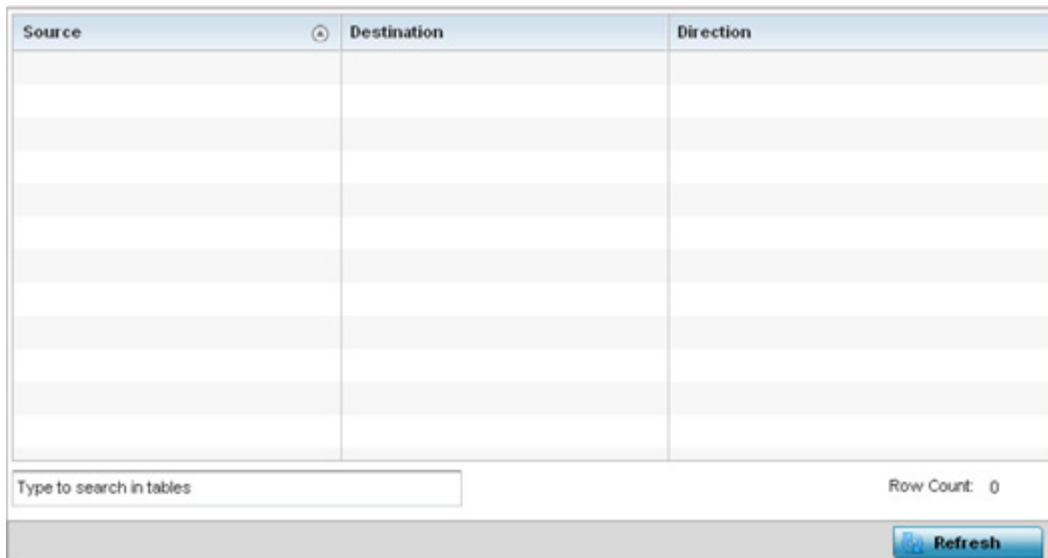 Source Destination Direction
Type to search in tables Row Count: 0
Refresh